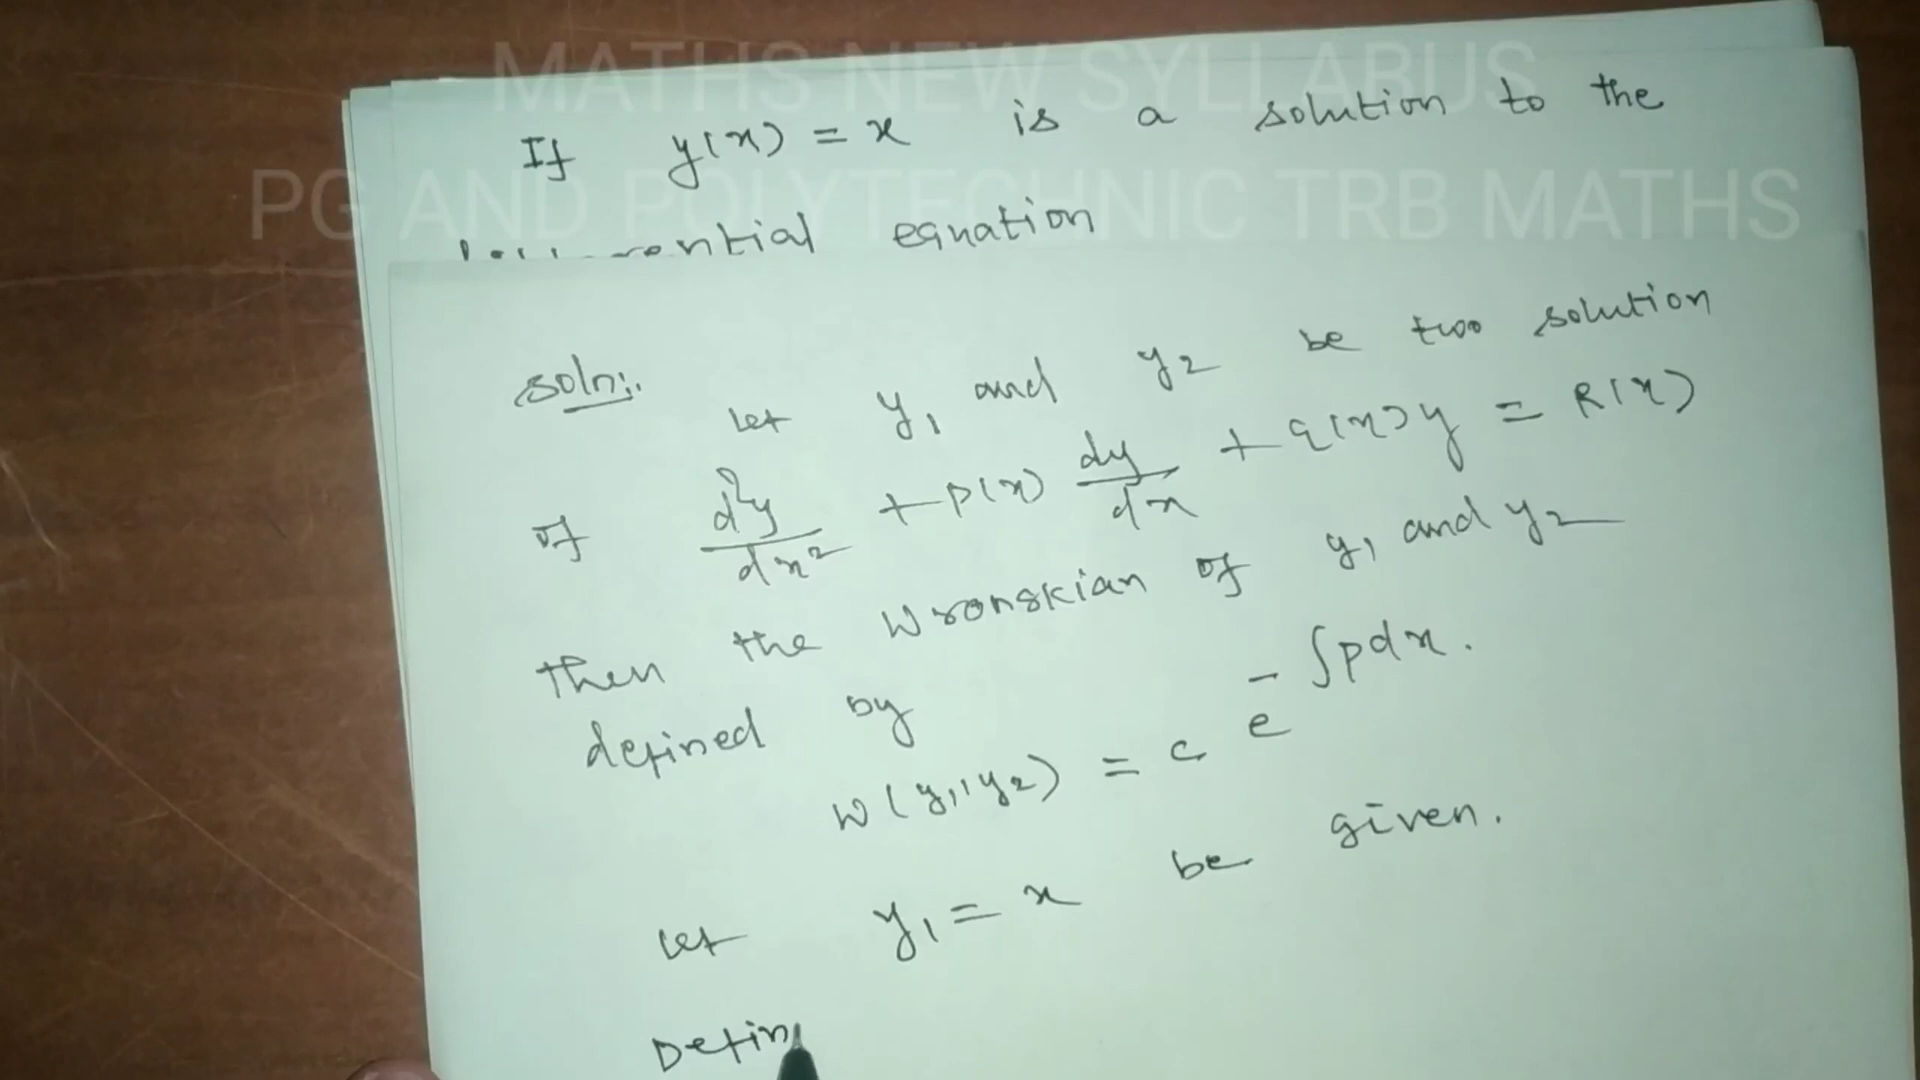 MATHS NEW SYLLABUS
If y(x) = x is a solution to the
PG AND POLYTECHNIC TRB MATHS
equation
Soln:.
Let y₁ and y₂ be two solution
of d²y/dx² + p(x) dy/dx + q(x)y = R(x)
then the Wronskian of y₁ and y₂
defined by
W(y₁, y₂) = c e^-∫pdx.
Let y₁ = x be given.
Defin